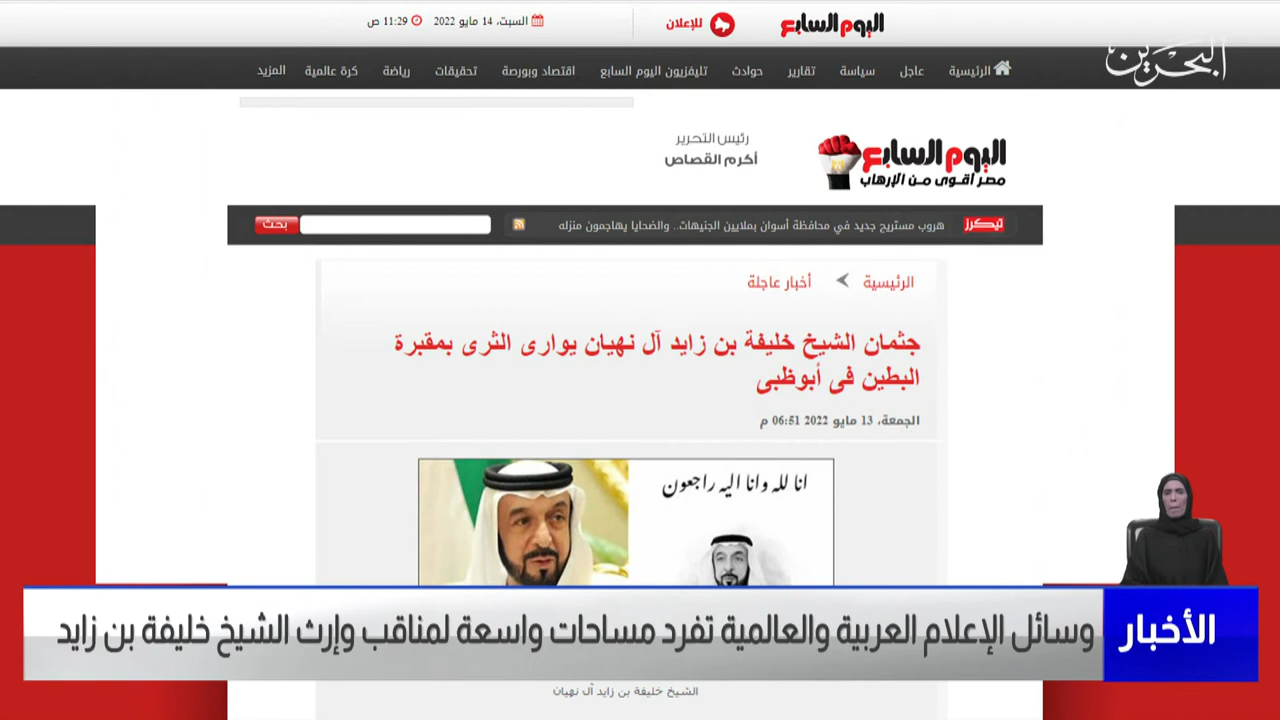 اليوم السابع
للإعلان
السبت، 14 مايو 2022
11:29 ص
البحرين
الرئيسية
عاجل
سياسة
تقارير
حوادث
تليفزيون اليوم السابع
اقتصاد وبورصة
تحقيقات
رياضة
كرة عالمية
المزيد
اليوم السابع
مصر أقوى من الإرهاب
رئيس التحرير
أكرم القصاص
تيكرز
هروب مستريح جديد في محافظة أسوان بملايين الجنيهات.. والضحايا يهاجمون منزله
بحث
الرئيسية
أخبار عاجلة
جثمان الشيخ خليفة بن زايد آل نهيان يوارى الثرى بمقبرة
البطين فى أبوظبى
الجمعة، 13 مايو 2022 06:51 م
انا لله وانا اليه راجعون
الأخبار
وسائل الإعلام العربية والعالمية تفرد مساحات واسعة لمناقب وإرث الشيخ خليفة بن زايد
الشيخ خليفة بن زايد آل نهيان